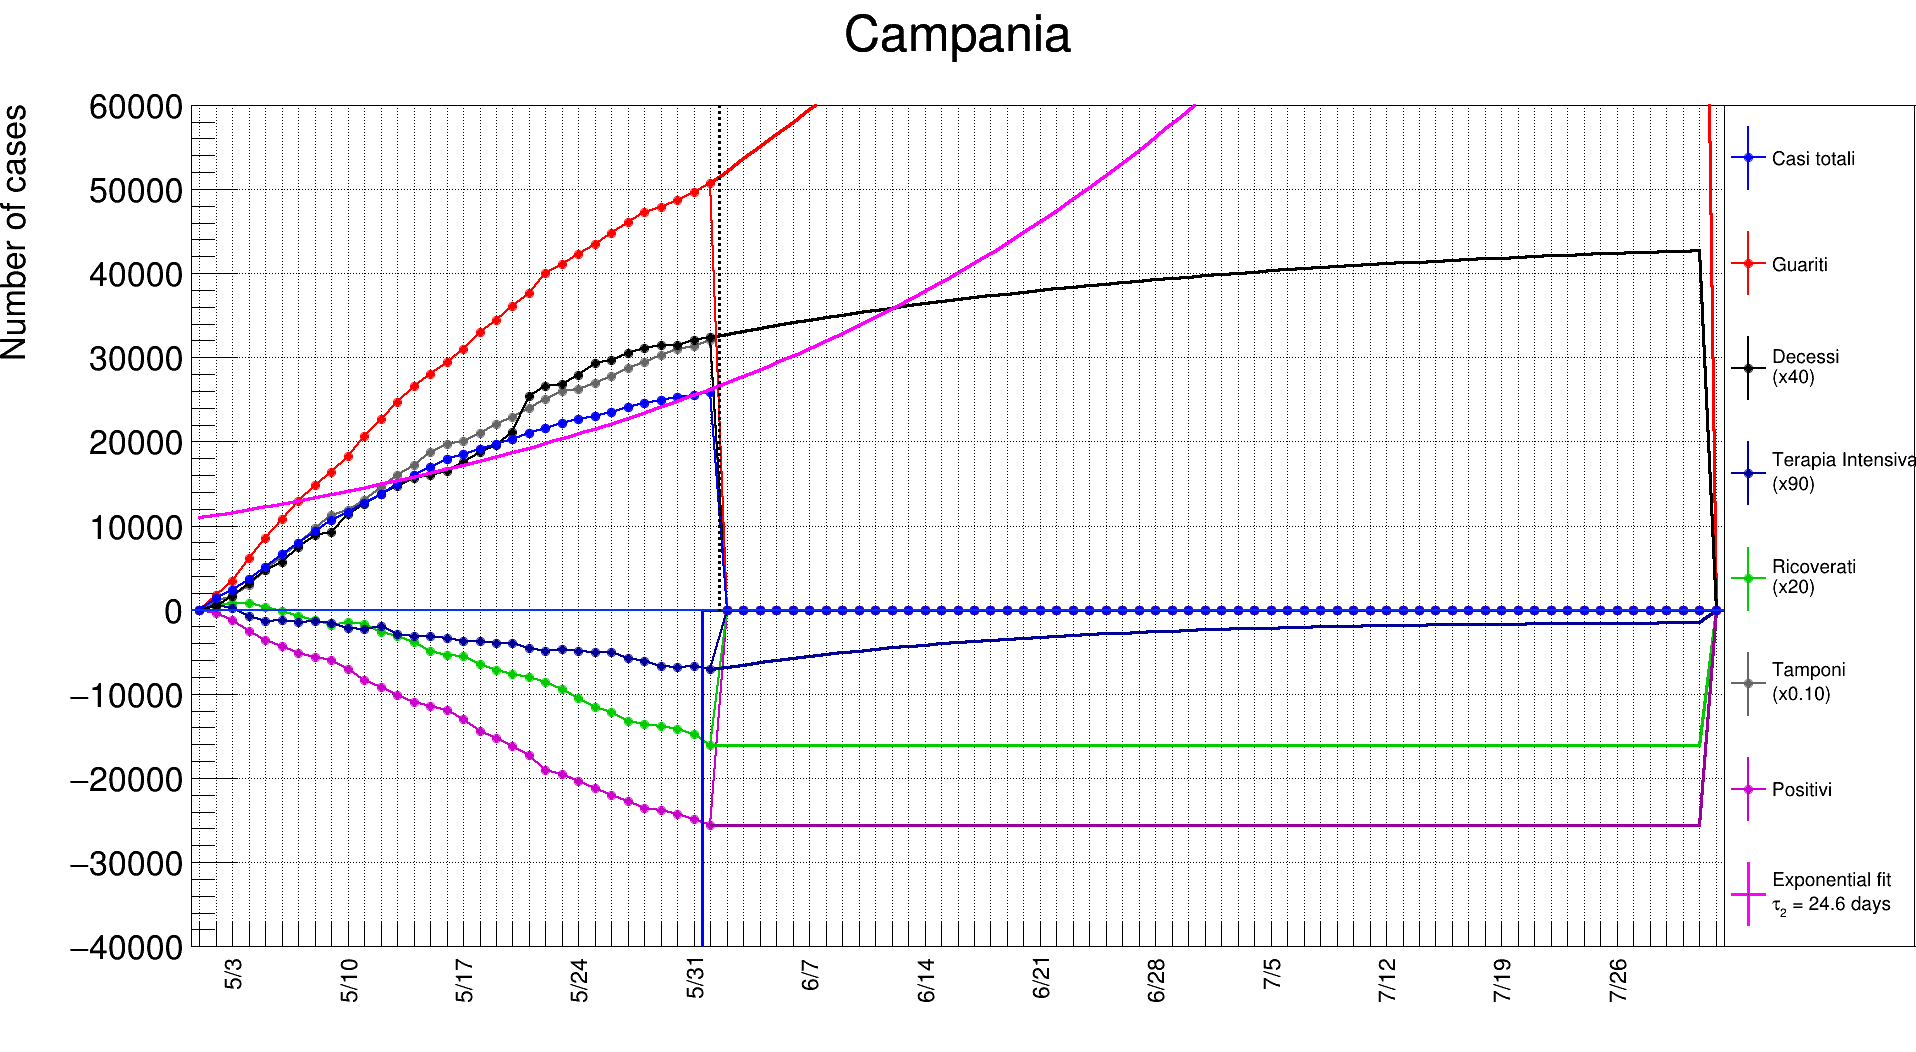 Campania
Number of cases
60000
50000
40000
30000
20000
10000
0
−10000
−20000
−30000
−40000
5/3
5/10
5/17
5/24
5/31
6/7
6/14
6/21
6/28
7/5
7/12
7/19
7/26
Casi totali
Guariti
Decessi
(x40)
Terapia Intensiva
(x90)
Ricoverati
(x20)
Tamponi
(x0.10)
Positivi
Exponential fit
τ2 = 24.6 days